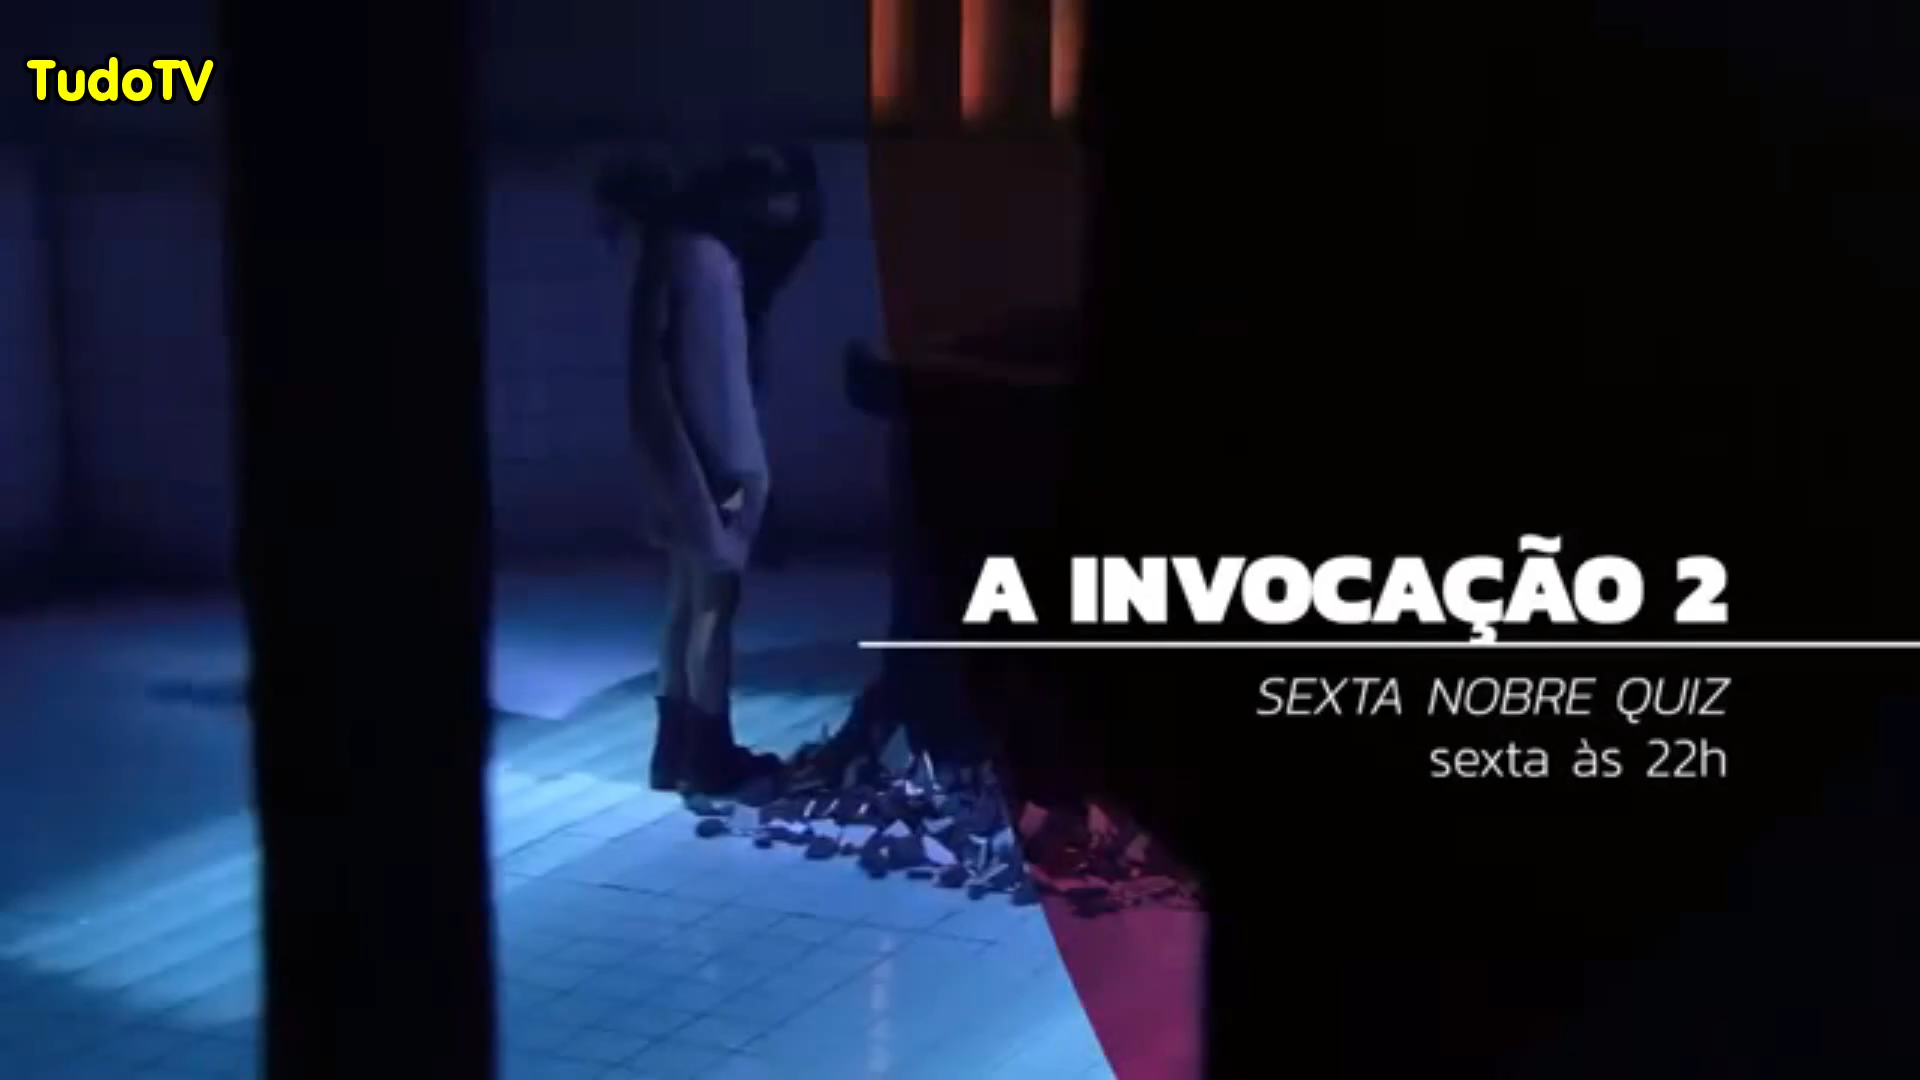 TudoTV
A INVOCAÇÃO 2
SEXTA NOBRE QUIZ
sexta às 22h